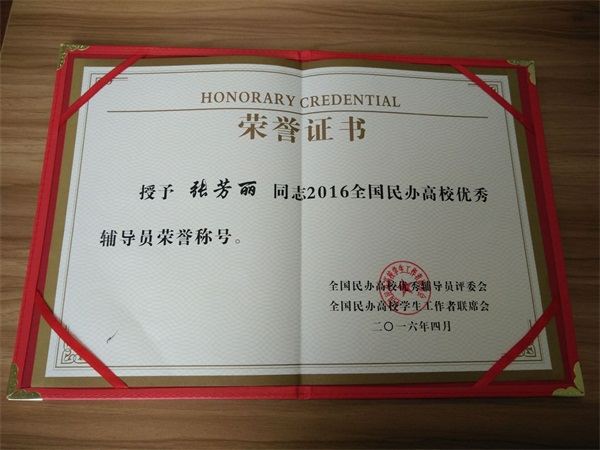 HONORARY CREDENTIAL
荣誉证书
授予 张芳丽 同志2016全国民办高校优秀
辅导员荣誉称号。
全国民办高校优秀辅导员评委会
全国民办高校学生工作者联席会
二〇一六年四月